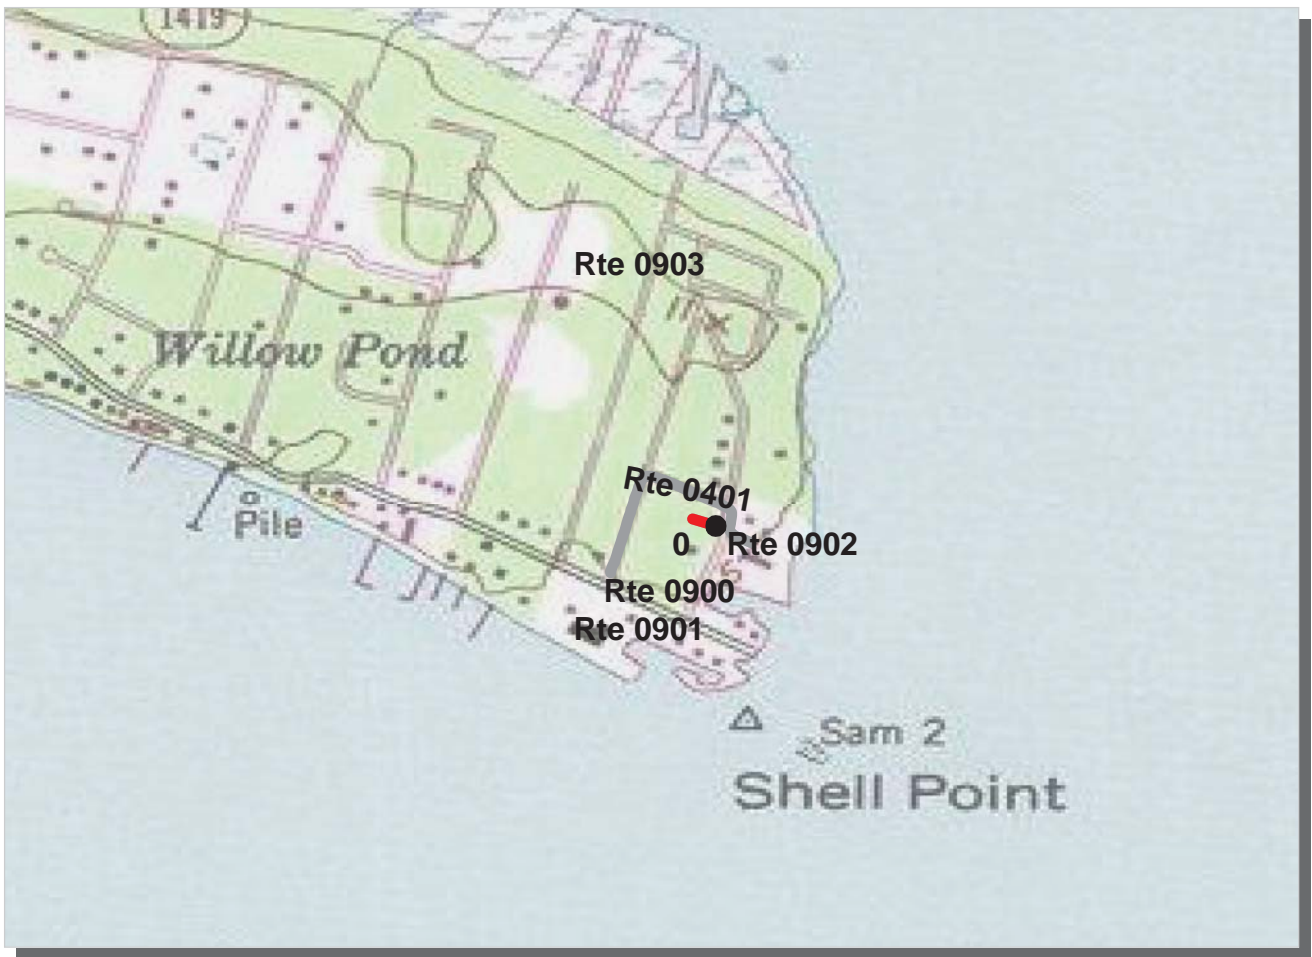 1419
Rte 0903
Willow Pond
Rte 0401
Pile
0
Rte 0902
Rte 0900
Rte 0901
Sam 2
Shell Point